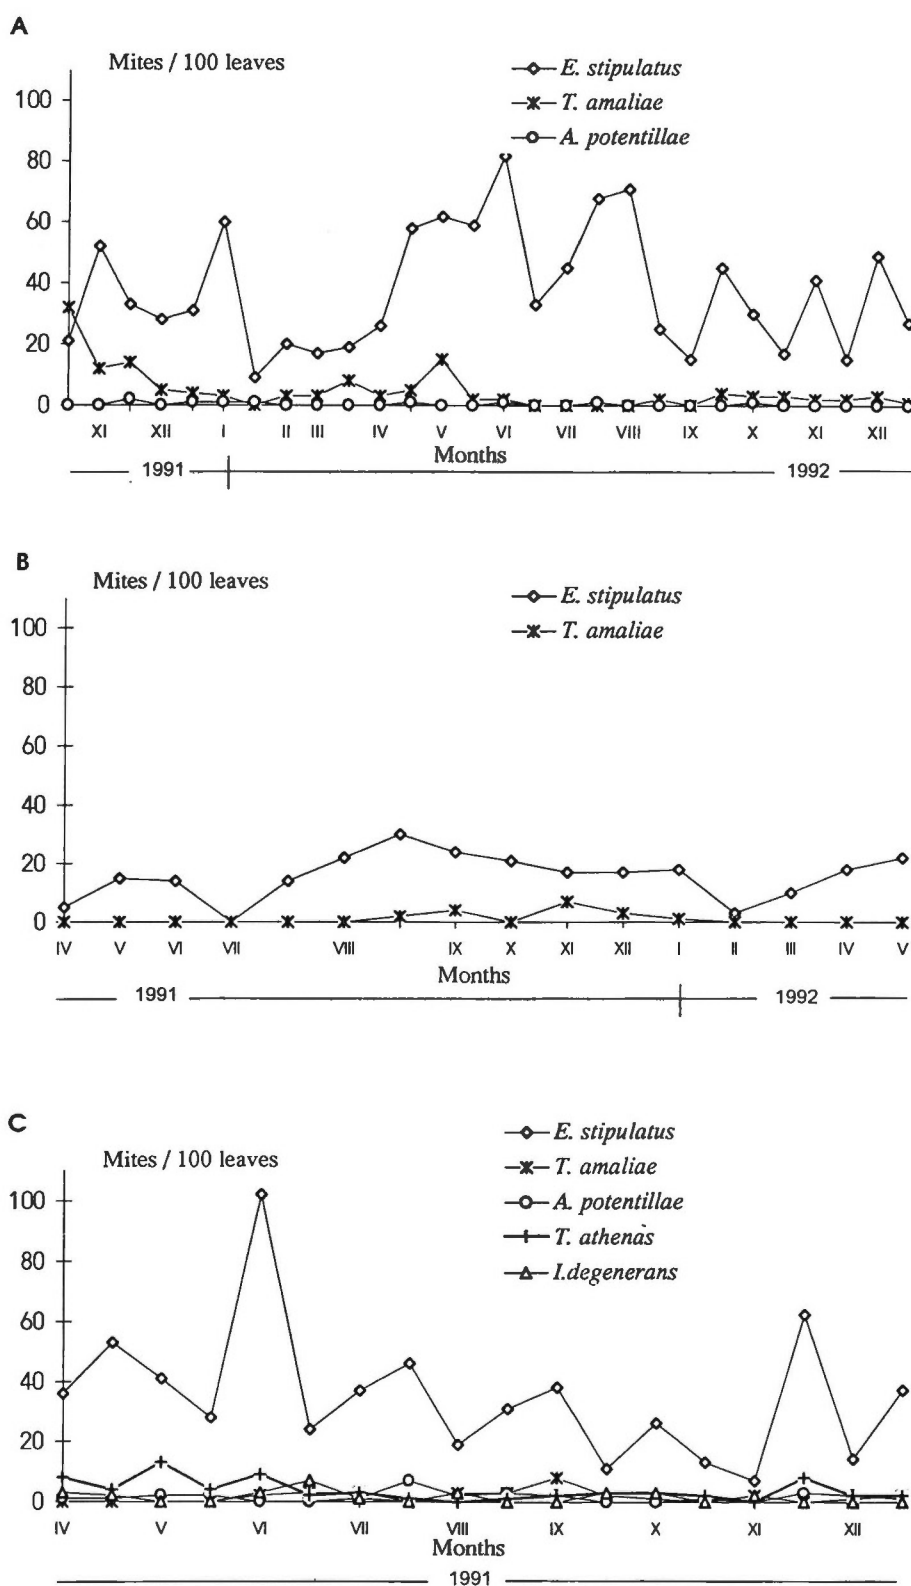 A
Mites / 100 leaves
E. stipulatus
T. amaliae
A. potentillae
100
80
60
40
20
0
XI XII I II III IV V VI VII VIII IX X XI XII
Months
1991 1992
B
Mites / 100 leaves
E. stipulatus
T. amaliae
100
80
60
40
20
0
IV V VI VII VIII IX X XI XII I II III IV V
Months
1991 1992
C
Mites / 100 leaves
E. stipulatus
T. amaliae
A. potentillae
T. athenas
I.degenerans
100
80
60
40
20
0
IV V VI VII VIII IX X XI XII
Months
1991